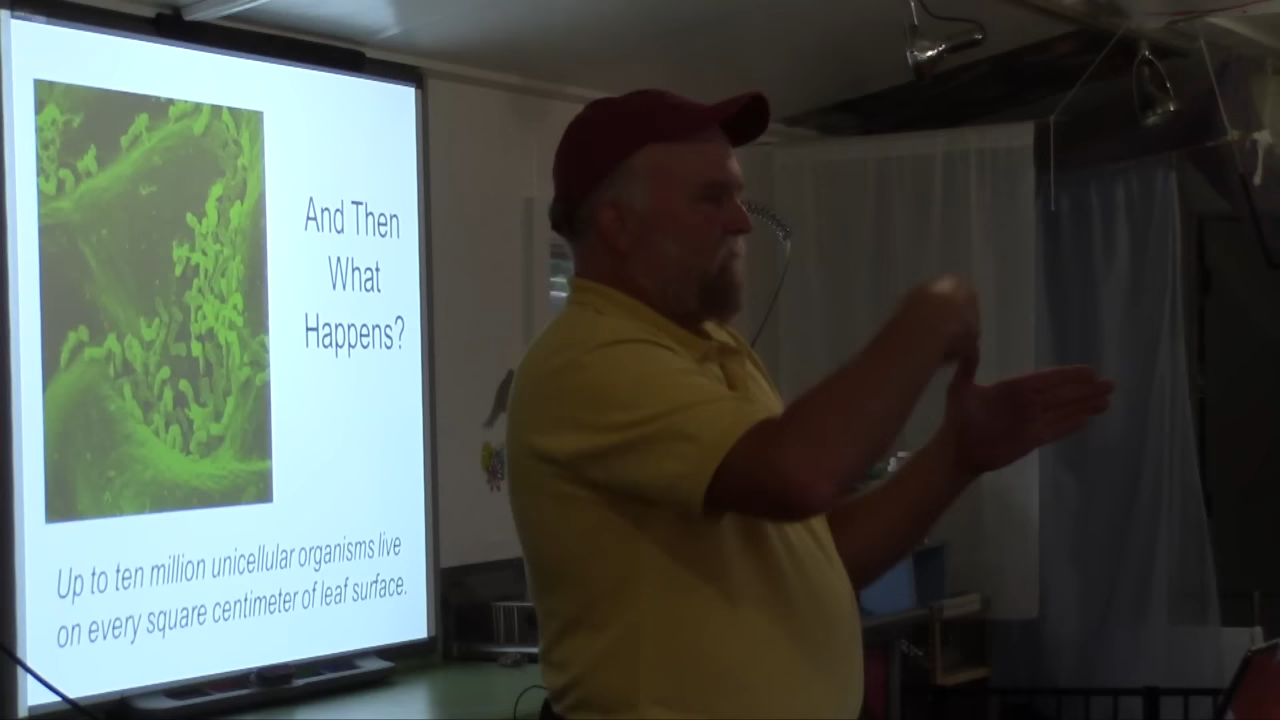 And Then
What
Happens?
Up to ten million unicellular organisms live
on every square centimeter of leaf surface.